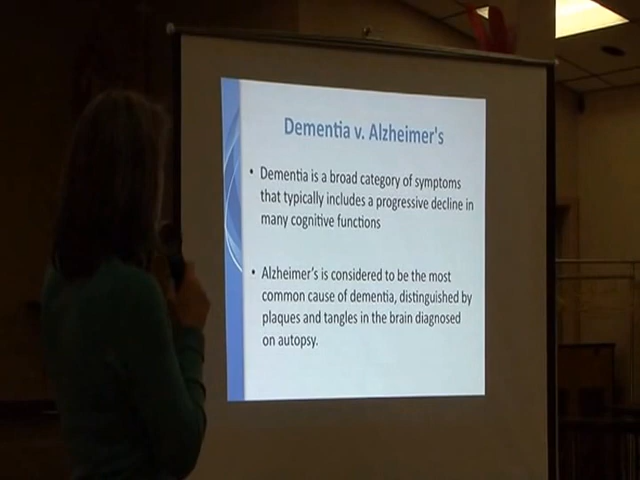 Dementia v. Alzheimer's
• Dementia is a broad category of symptoms
that typically includes a progressive decline in
many cognitive functions
• Alzheimer's is considered to be the most
common cause of dementia, distinguished by
plaques and tangles in the brain diagnosed
on autopsy.